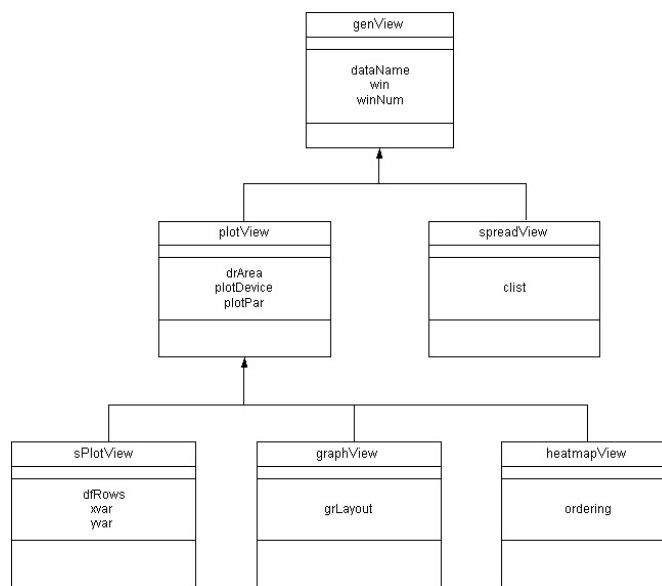 genView
dataName
win
winNum
plotView
spreadView
drArea
plotDevice
plotPar
clist
sPlotView
graphView
heatmapView
dfRows
xvar
yvar
grLayout
ordering